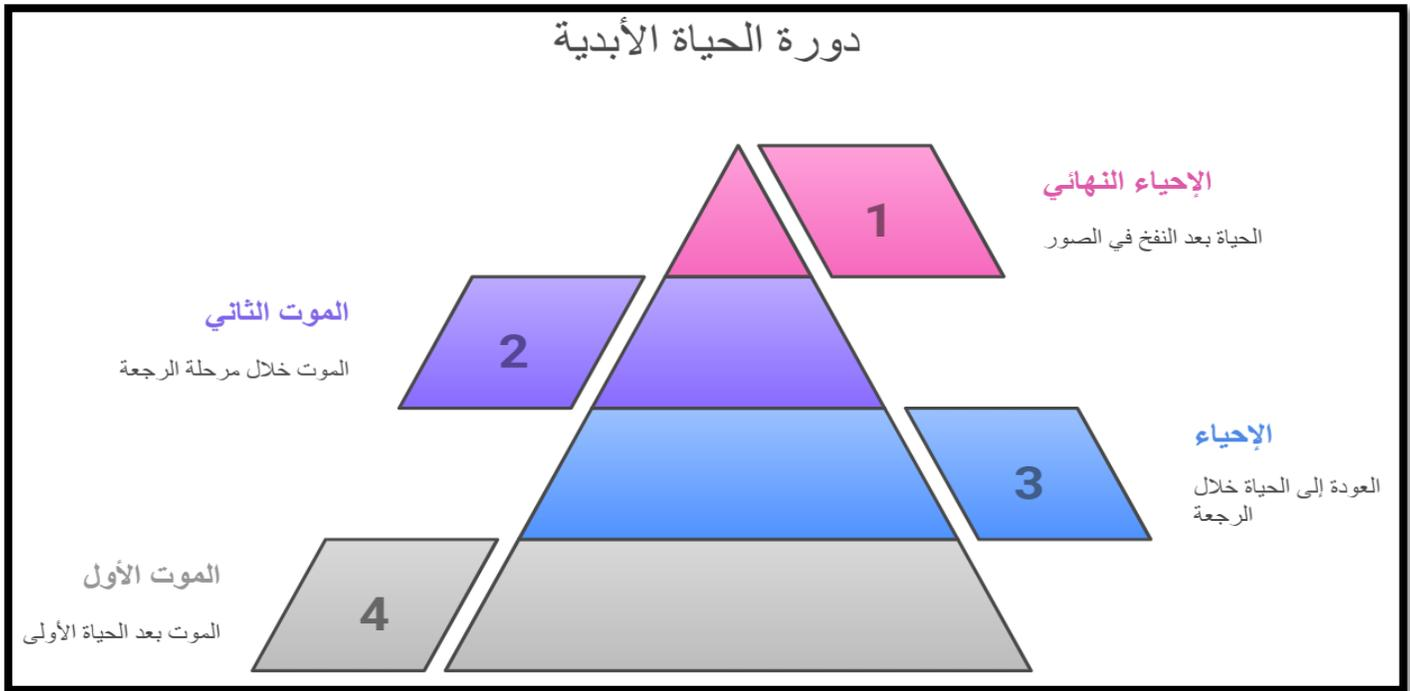 دورة الحياة الأبدية
1
الإحياء النهائي
الحياة بعد النفخ في الصور
2
الموت الثاني
الموت خلال مرحلة الرجعة
3
الإحياء
العودة إلى الحياة خلال
الرجعة
4
الموت الأول
الموت بعد الحياة الأولى